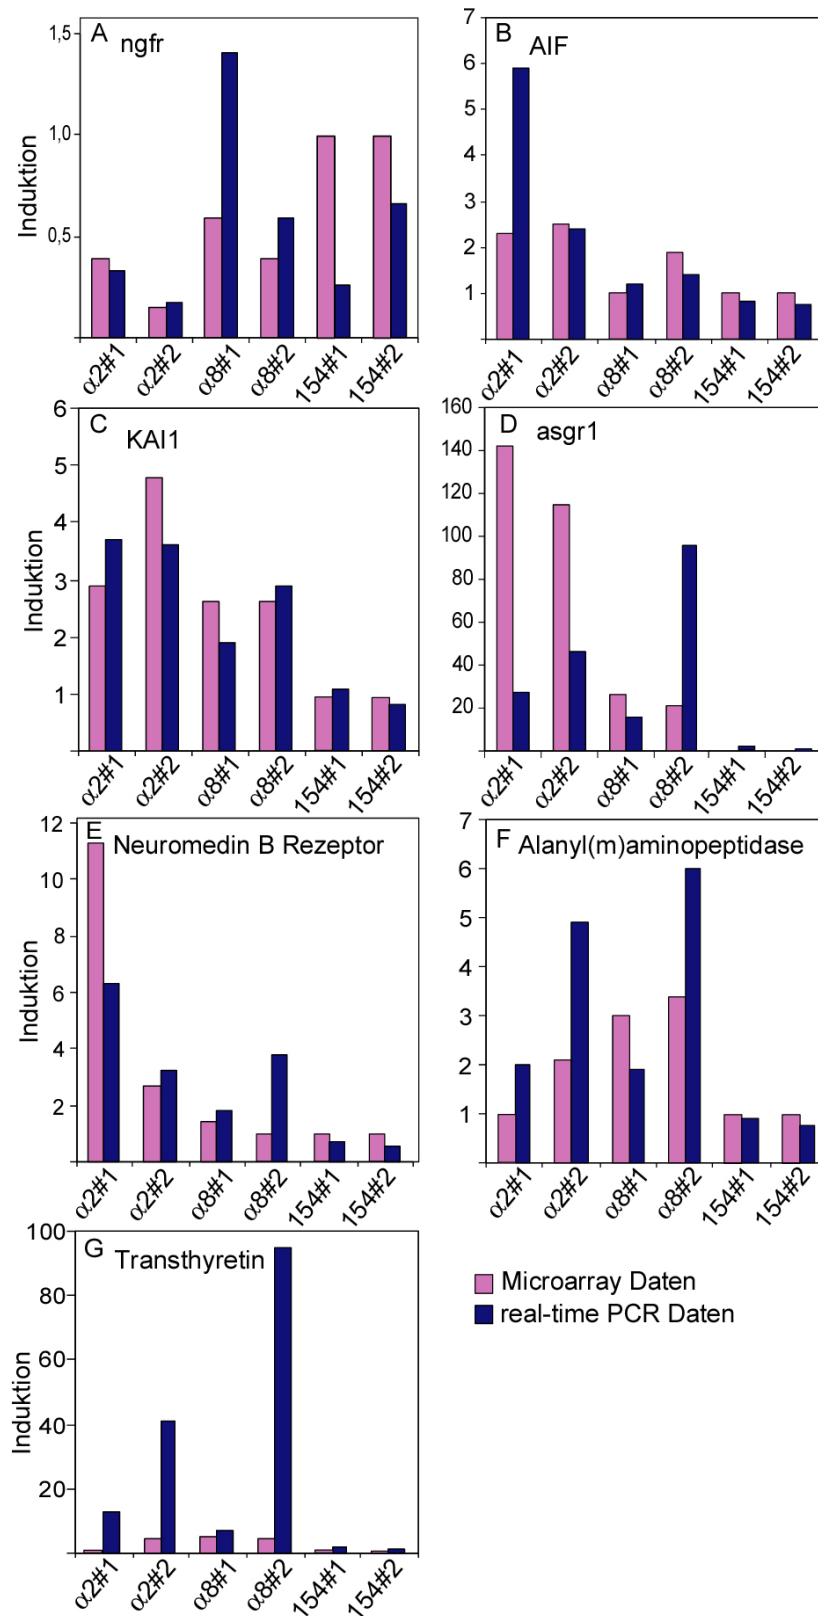 A ngfr
1,5
1,0
0,5
Induktion
α2#1 α2#2 α8#1 α8#2 154#1 154#2
B AIF
7
6
5
4
3
2
1
α2#1 α2#2 α8#1 α8#2 154#1 154#2
C KAI1
6
5
4
3
2
1
Induktion
α2#1 α2#2 α8#1 α8#2 154#1 154#2
D asgr1
160
140
120
100
80
60
40
20
α2#1 α2#2 α8#1 α8#2 154#1 154#2
E Neuromedin B Rezeptor
12
10
8
6
4
2
Induktion
α2#1 α2#2 α8#1 α8#2 154#1 154#2
F Alanyl(m)aminopeptidase
7
6
5
4
3
2
1
α2#1 α2#2 α8#1 α8#2 154#1 154#2
G Transthyretin
100
80
60
40
20
Induktion
α2#1 α2#2 α8#1 α8#2 154#1 154#2
Microarray Daten
real-time PCR Daten